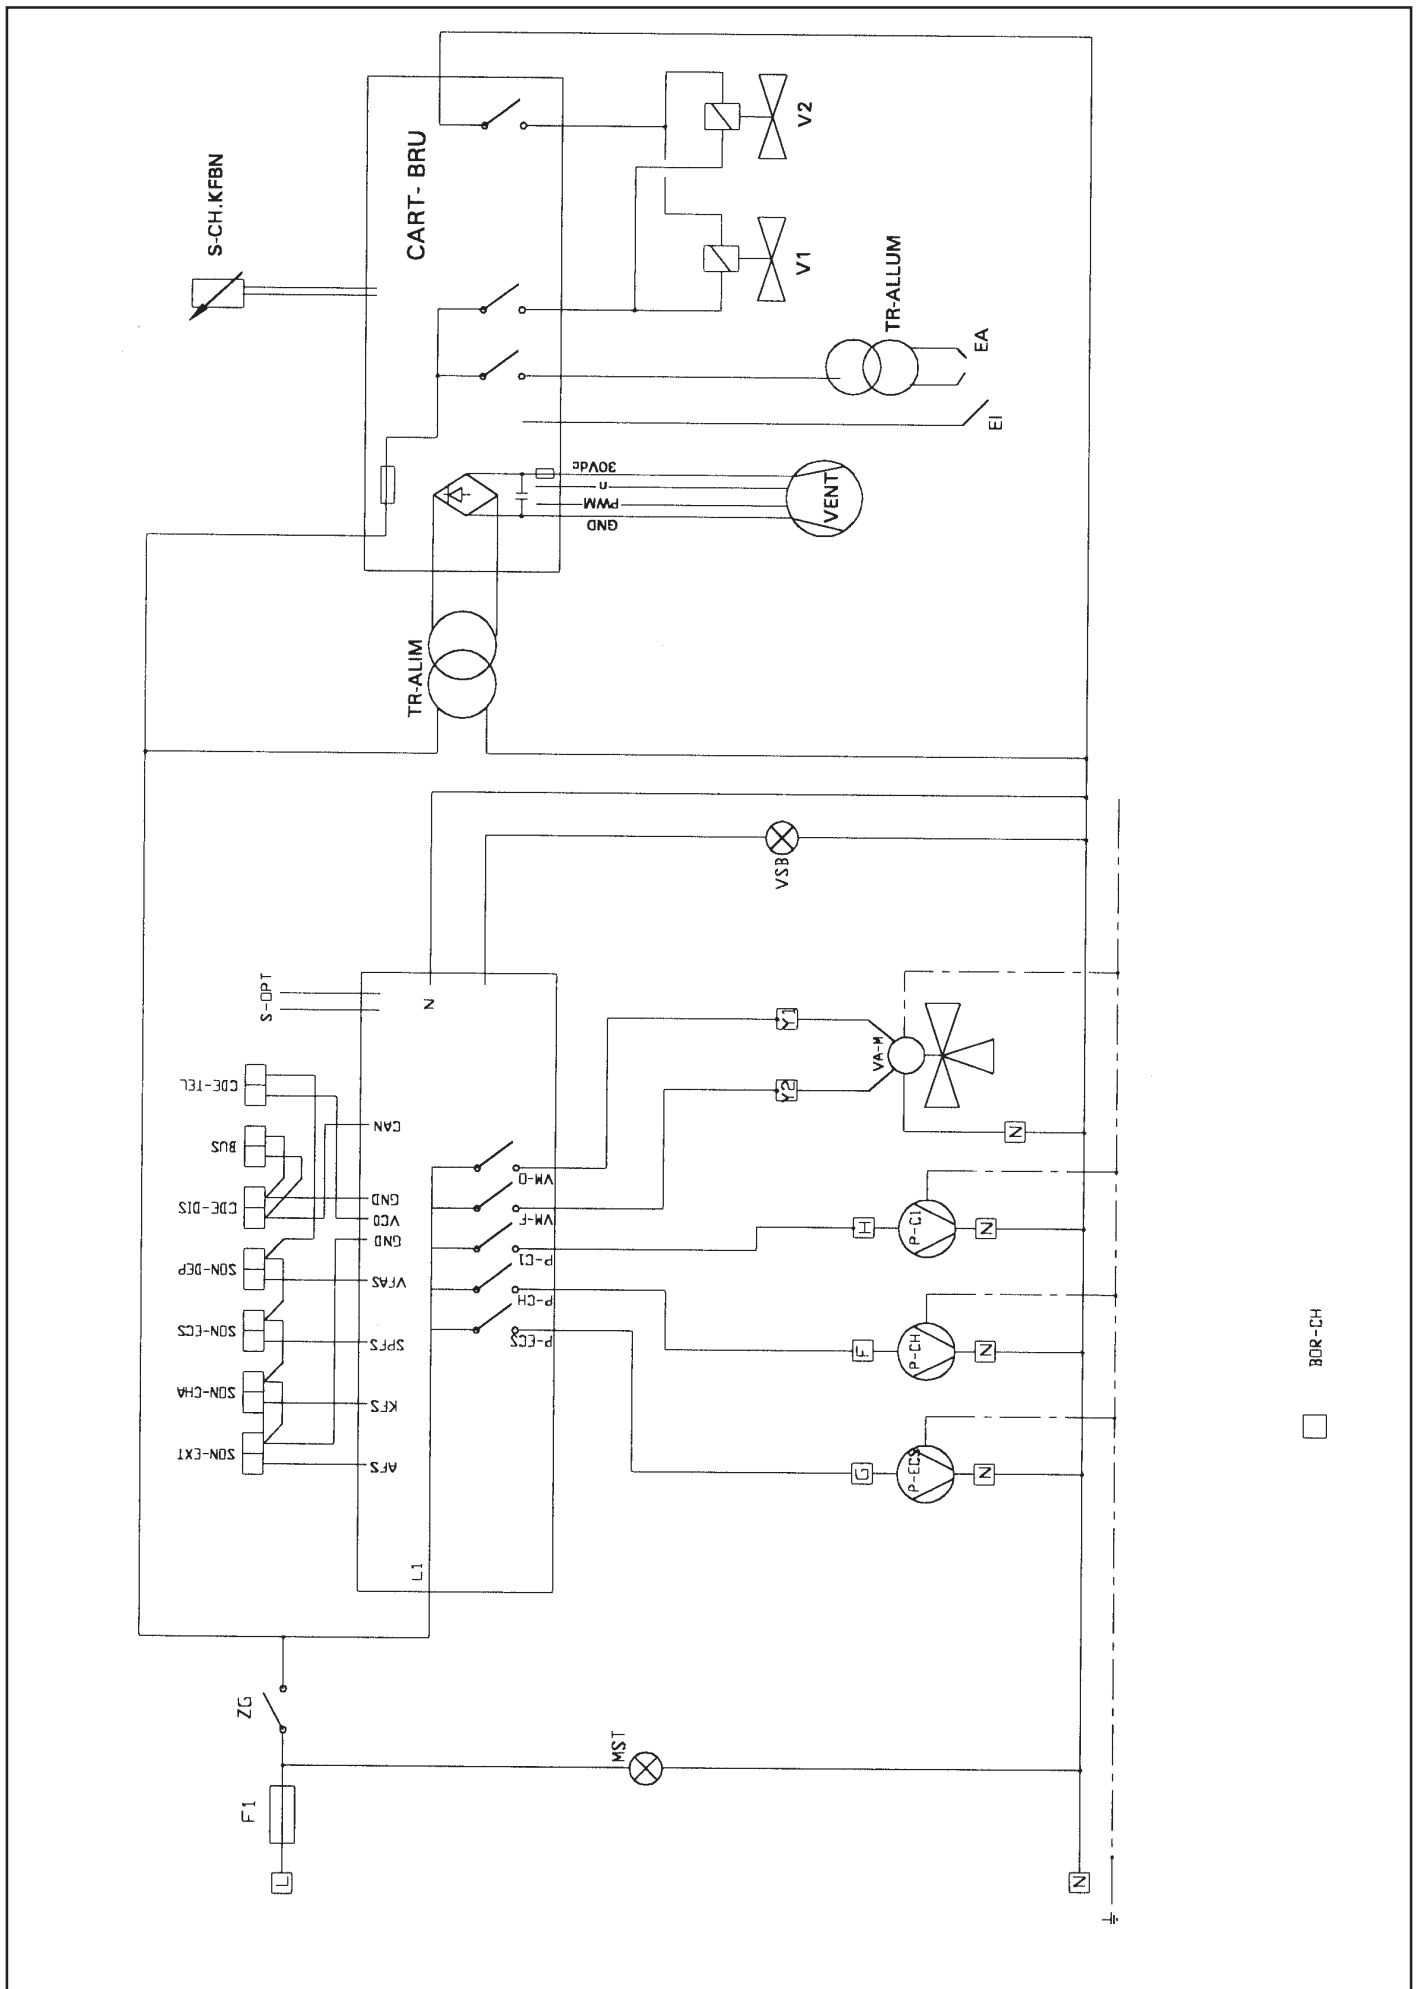 S-CH.KFBN
CART- BRU
V2
V1
TR-ALLUM
EA
EI
30Vdc
n
PWM
GND
VENT
TR-ALIM
VSB
S-OPT
N
CDE-TEL
BUS
CDE-DIS
SON-DEP
SON-ECS
SON-CHA
SON-EXT
CAN
GND
VCO
GND
VFAS
SPFS
KFS
AFS
VM-O
VM-F
P-C1
P-CH
P-ECS
L1
Y1
Y2
VA-M
N
H
P-C1
N
F
P-CH
N
G
P-ECS
N
ZG
MST
F1
L
N
BOR-CH